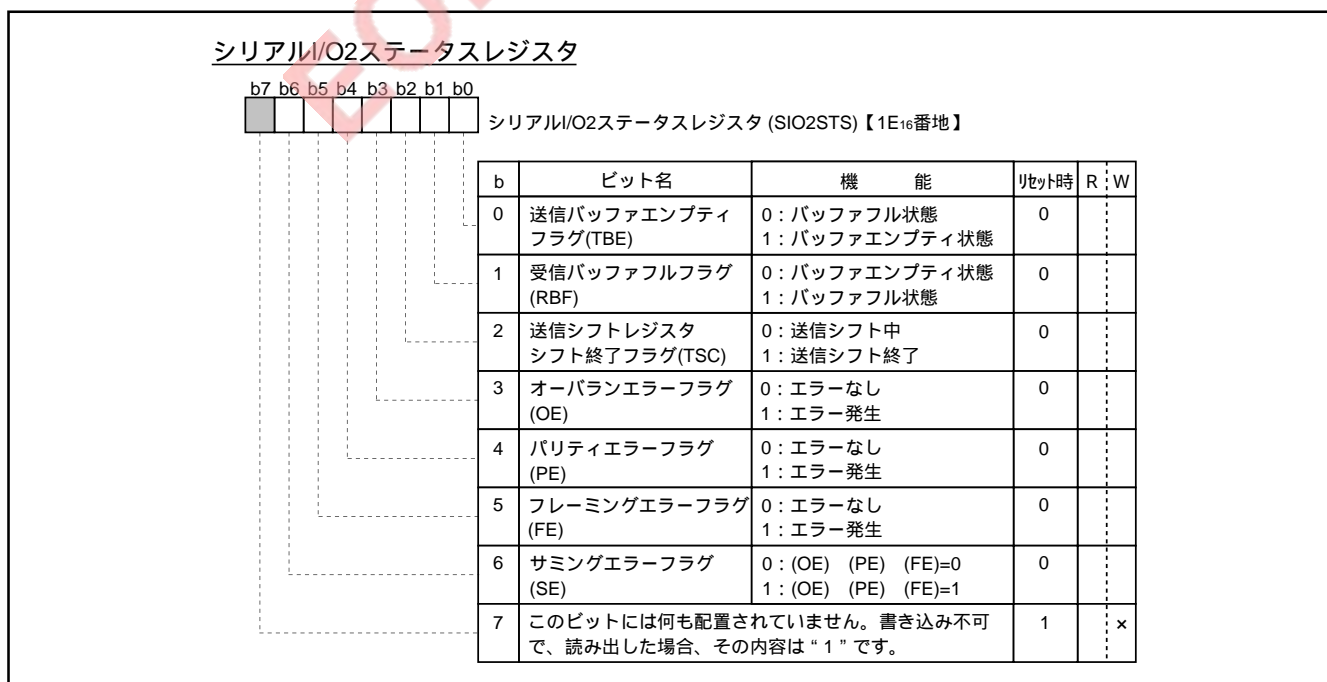 EOL
シリアルI/O2ステータスレジスタ
b7 b6 b5 b4 b3 b2 b1 b0
シリアルI/O2ステータスレジスタ (SIO2STS)【1E16番地】
b ビット名 機 能 リセット時 R W
0 送信バッファエンプティ 0：バッファフル状態 0
フラグ(TBE) 1：バッファエンプティ状態
1 受信バッファフルフラグ 0：バッファエンプティ状態 0
(RBF) 1：バッファフル状態
2 送信シフトレジスタ 0：送信シフト中 0
シフト終了フラグ(TSC) 1：送信シフト終了
3 オーバランエラーフラグ 0：エラーなし 0
(OE) 1：エラー発生
4 パリティエラーフラグ 0：エラーなし 0
(PE) 1：エラー発生
5 フレーミングエラーフラグ 0：エラーなし 0
(FE) 1：エラー発生
6 サミングエラーフラグ 0：(OE) (PE) (FE)=0 0
(SE) 1：(OE) (PE) (FE)=1
7 このビットには何も配置されていません。書き込み不可 1 ×
で、読み出した場合、その内容は“1”です。